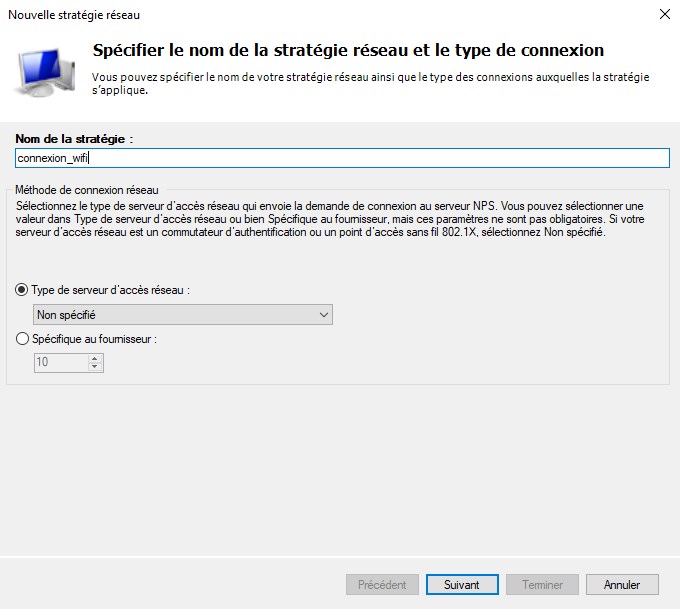 Nouvelle stratégie réseau
Spécifier le nom de la stratégie réseau et le type de connexion
Vous pouvez spécifier le nom de votre stratégie réseau ainsi que le type des connexions auxquelles la stratégie
s'applique.
Nom de la stratégie :
connexion_wifi
Méthode de connexion réseau
Sélectionnez le type de serveur d'accès réseau qui envoie la demande de connexion au serveur NPS. Vous pouvez sélectionner une
valeur dans Type de serveur d'accès réseau ou bien Spécifique au fournisseur, mais ces paramètres ne sont pas obligatoires. Si votre
serveur d'accès réseau est un commutateur d'authentification ou un point d'accès sans fil 802.1X, sélectionnez Non spécifié.
Type de serveur d'accès réseau :
Non spécifié
Spécifique au fournisseur :
10
Précédent Suivant Terminer Annuler